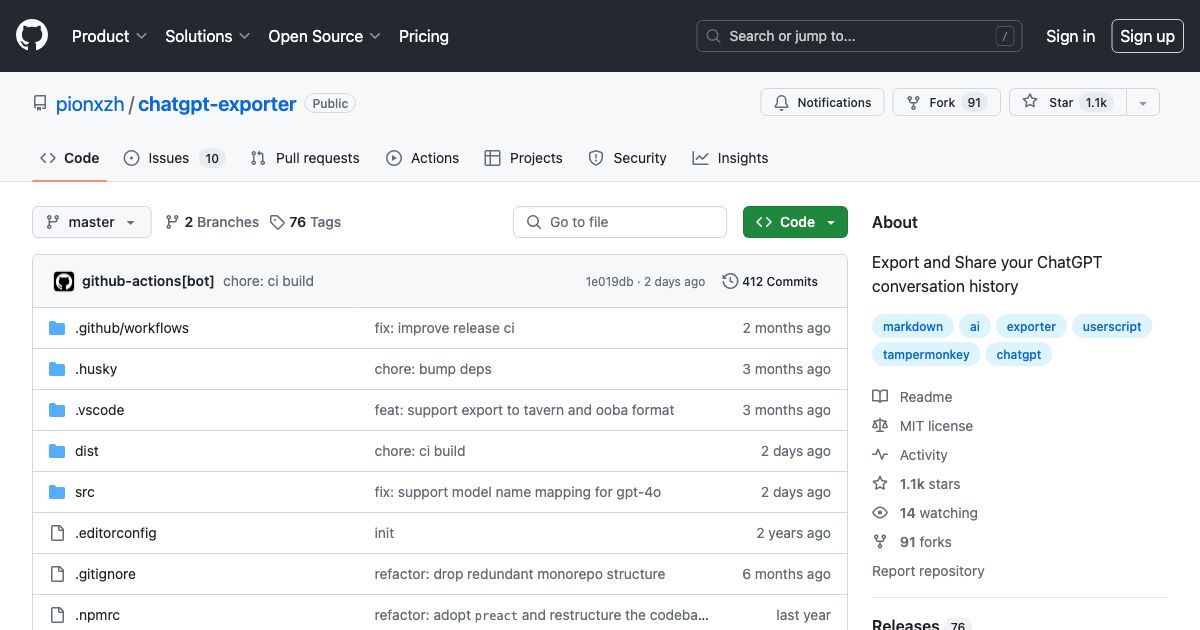 Product Solutions Open Source Pricing Search or jump to... / Sign in Sign up
pionxzh / chatgpt-exporter Public Notifications Fork 91 Star 1.1k
Code Issues 10 Pull requests Actions Projects Security Insights
master 2 Branches 76 Tags Go to file Code
github-actions[bot] chore: ci build 1e019db · 2 days ago 412 Commits
.github/workflows fix: improve release ci 2 months ago
.husky chore: bump deps 3 months ago
.vscode feat: support export to tavern and ooba format 3 months ago
dist chore: ci build 2 days ago
src fix: support model name mapping for gpt-4o 2 days ago
.editorconfig init 2 years ago
.gitignore refactor: drop redundant monorepo structure 6 months ago
.npmrc refactor: adopt preact and restructure the codeba... last year
About
Export and Share your ChatGPT
conversation history
markdown ai exporter userscript
tampermonkey chatgpt
Readme
MIT license
Activity
1.1k stars
14 watching
91 forks
Report repository
Releases 76